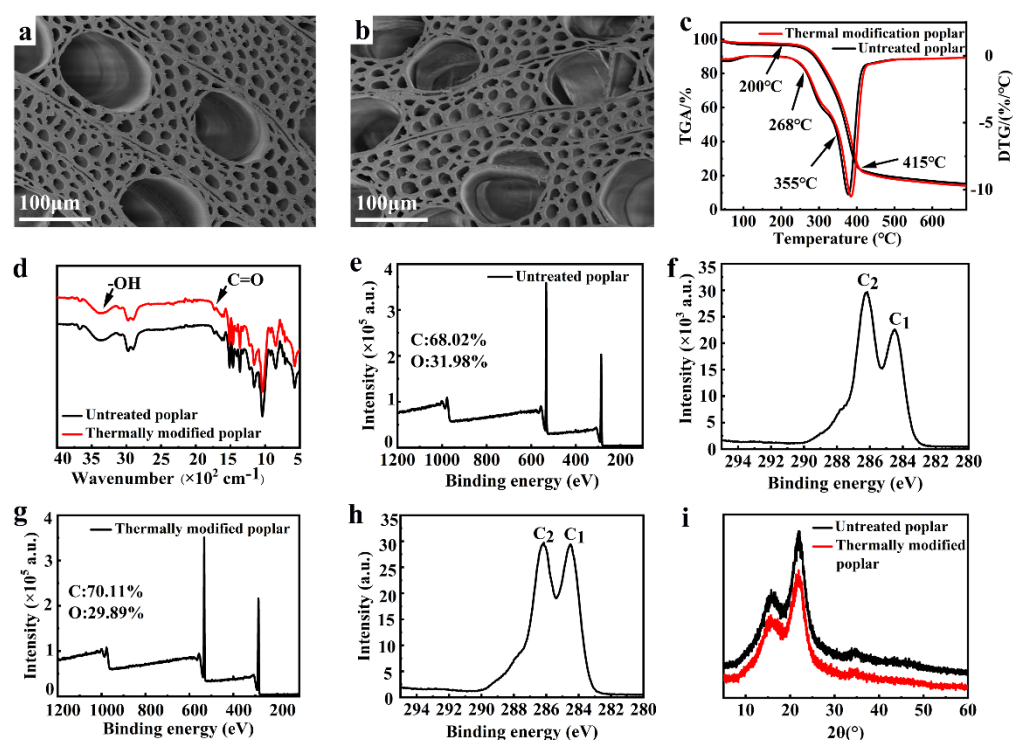 a
100μm
b
100μm
c
Thermal modification poplar
Untreated poplar
100
80
60
40
20
0
TGA/%
200℃
268℃
355℃
415℃
0
-5
-10
DTG/(%/℃)
200 300 400 500 600
Temperature (℃)
d
-OH
C=O
Untreated poplar
Thermally modified poplar
40 35 30 25 20 15 10 5
Wavenumber (×10² cm⁻¹)
e
Untreated poplar
C:68.02%
O:31.98%
4
3
2
1
0
Intensity (×10⁵ a.u.)
1200 1000 800 600 400 200
Binding energy (eV)
f
C₂
C₁
35
30
25
20
15
10
5
0
Intensity (×10³ a.u.)
294 292 290 288 286 284 282 280
Binding energy (eV)
g
Thermally modified poplar
C:70.11%
O:29.89%
4
3
2
1
0
Intensity (×10⁵ a.u.)
1200 1000 800 600 400 200
Binding energy (eV)
h
C₂
C₁
35
30
25
20
15
10
5
0
Intensity (a.u.)
294 292 290 288 286 284 282 280
Binding energy (eV)
i
Untreated poplar
Thermally modified
poplar
10 20 30 40 50 60
2θ(°)